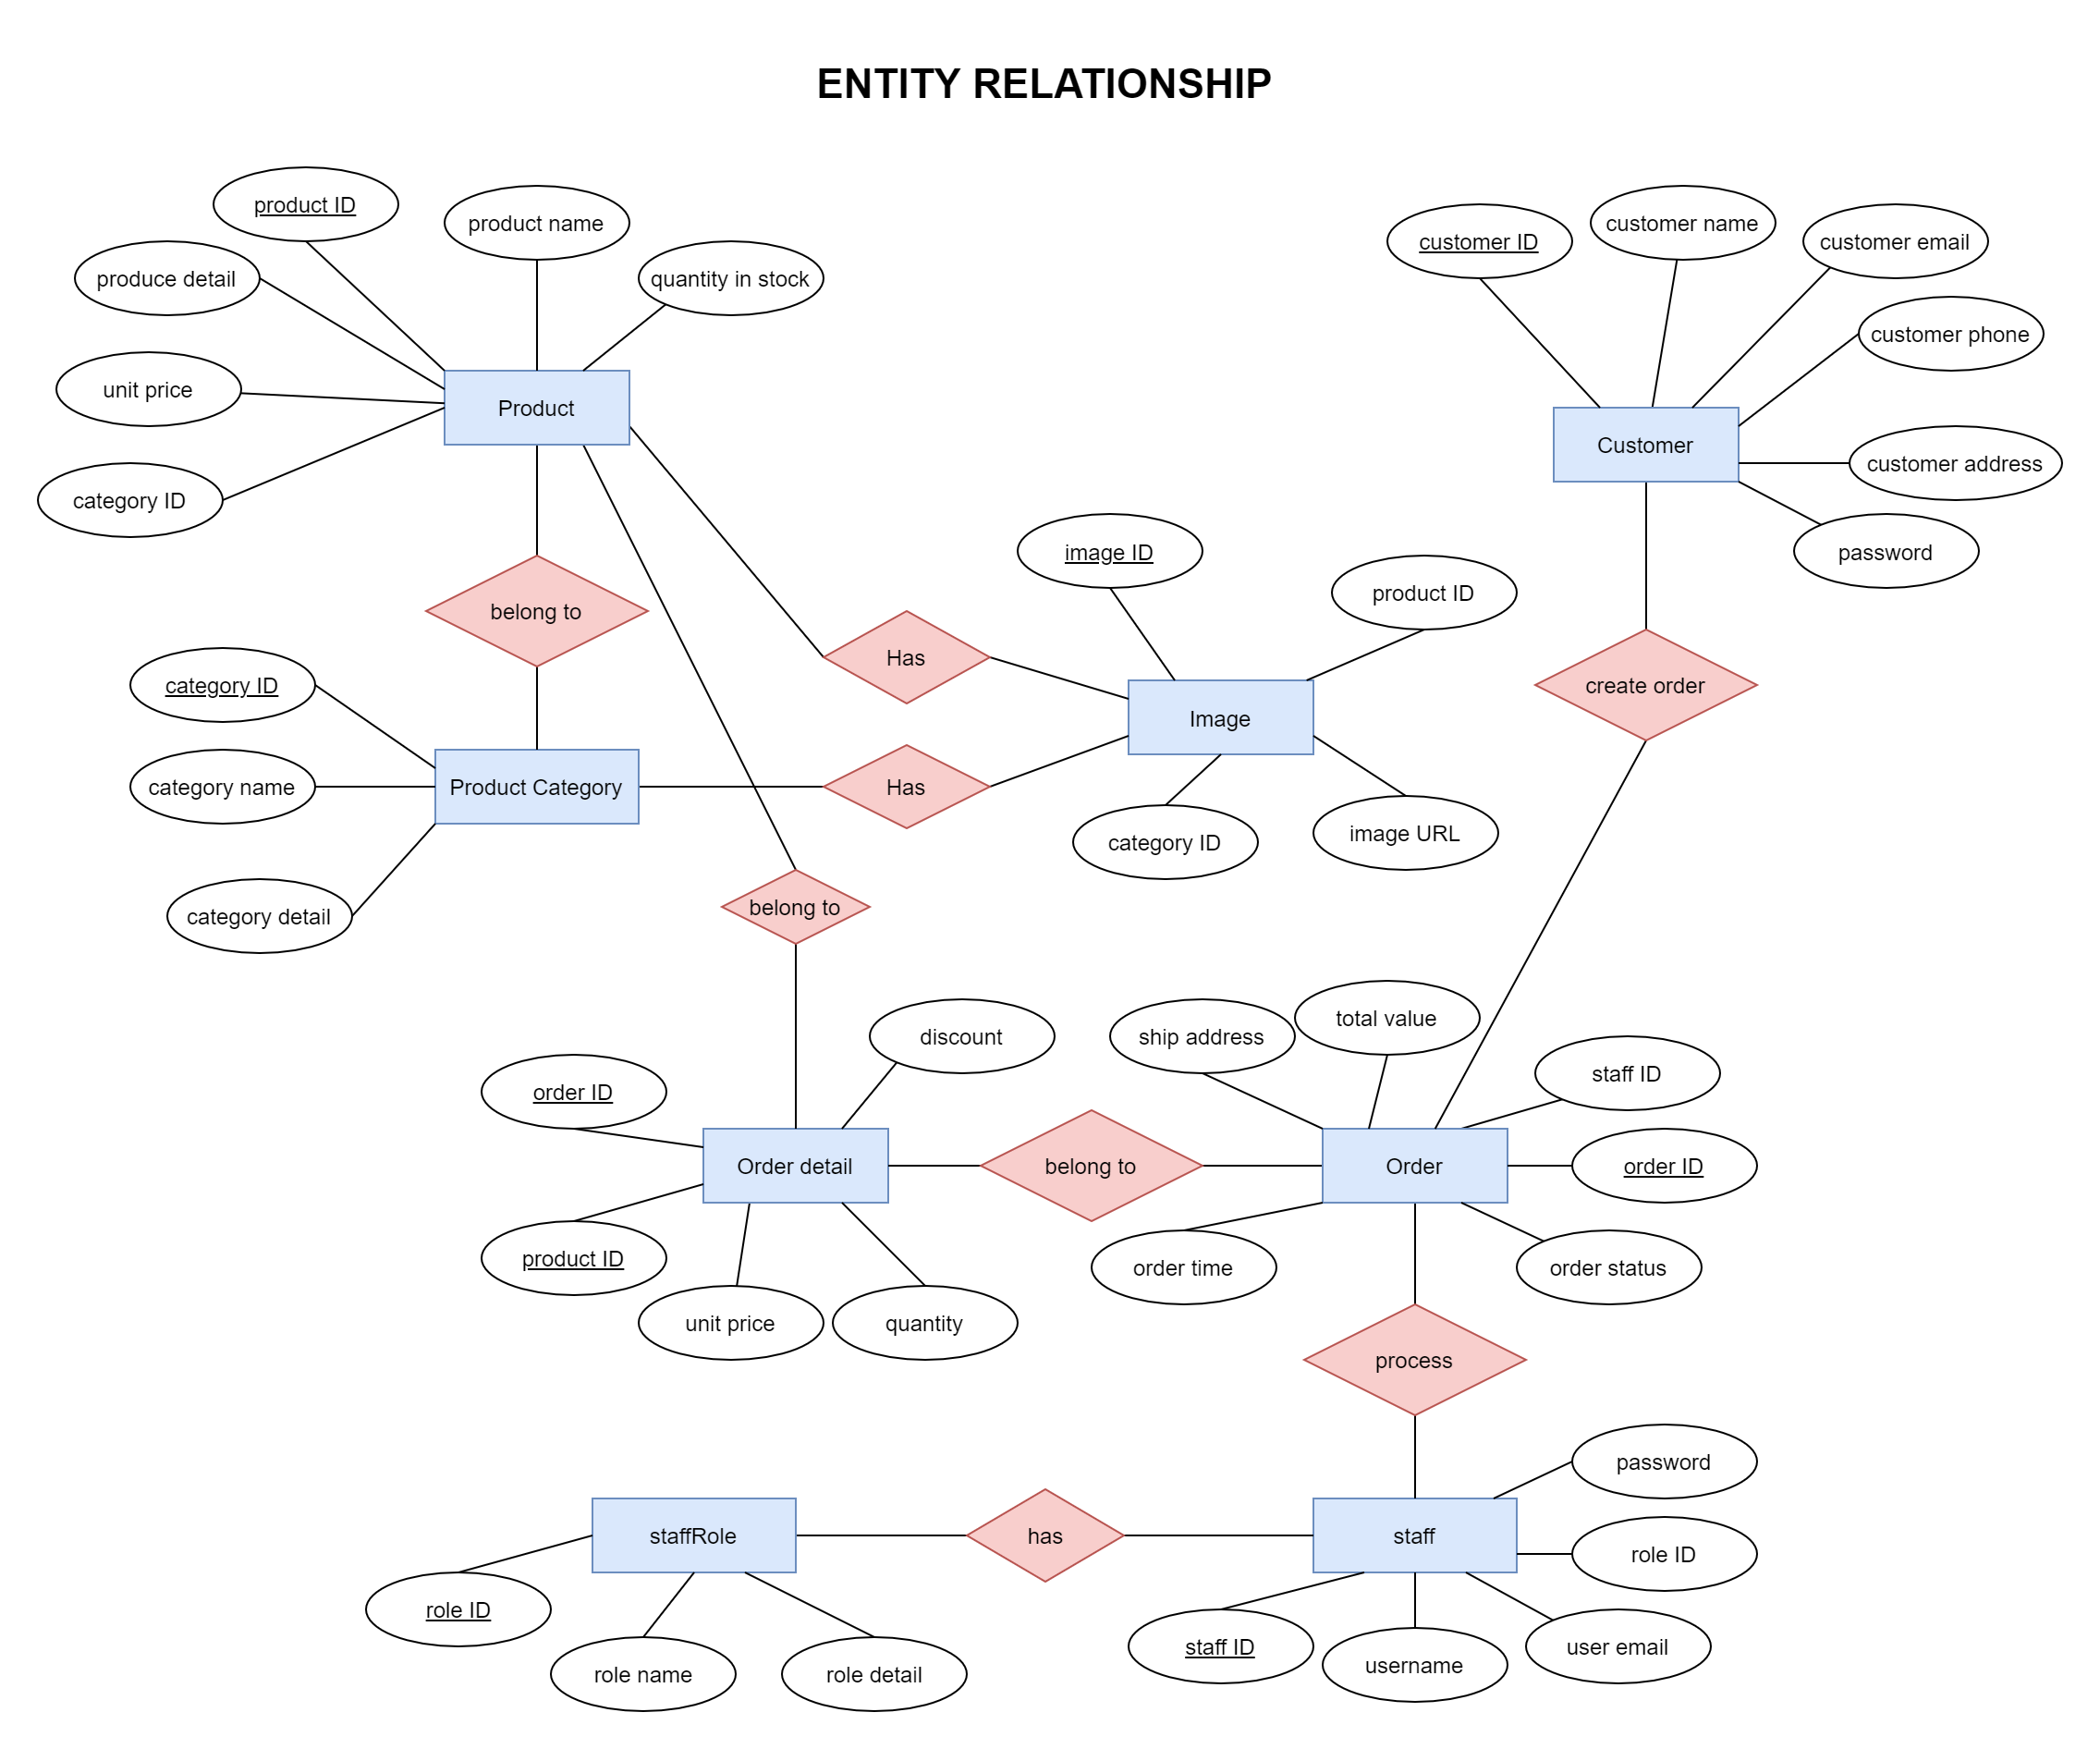 ENTITY RELATIONSHIP
product ID
product name
produce detail
quantity in stock
unit price
Product
category ID
customer ID
customer name
customer email
customer phone
Customer
customer address
password
belong to
image ID
product ID
Has
create order
category ID
Image
category name
Product Category
Has
category ID
image URL
category detail
belong to
discount
ship address
total value
staff ID
order ID
Order detail
belong to
Order
order ID
product ID
order time
order status
unit price
quantity
process
password
staffRole
has
staff
role ID
role ID
staff ID
user email
role name
role detail
username